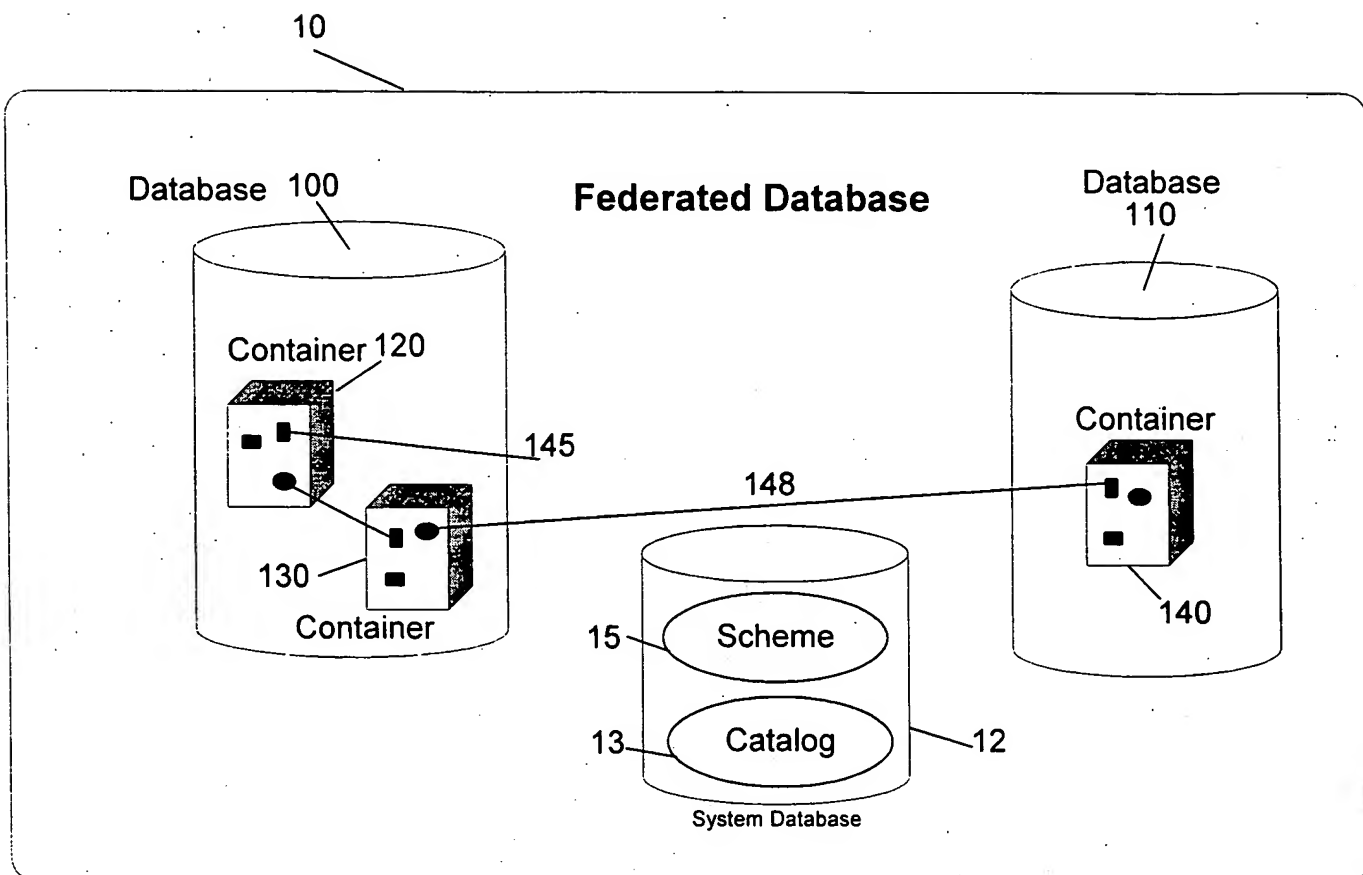 10
Database 100
Federated Database
Database
110
Container 120
145
Container
148
130
Container
140
15
Scheme
13
Catalog
12
System Database